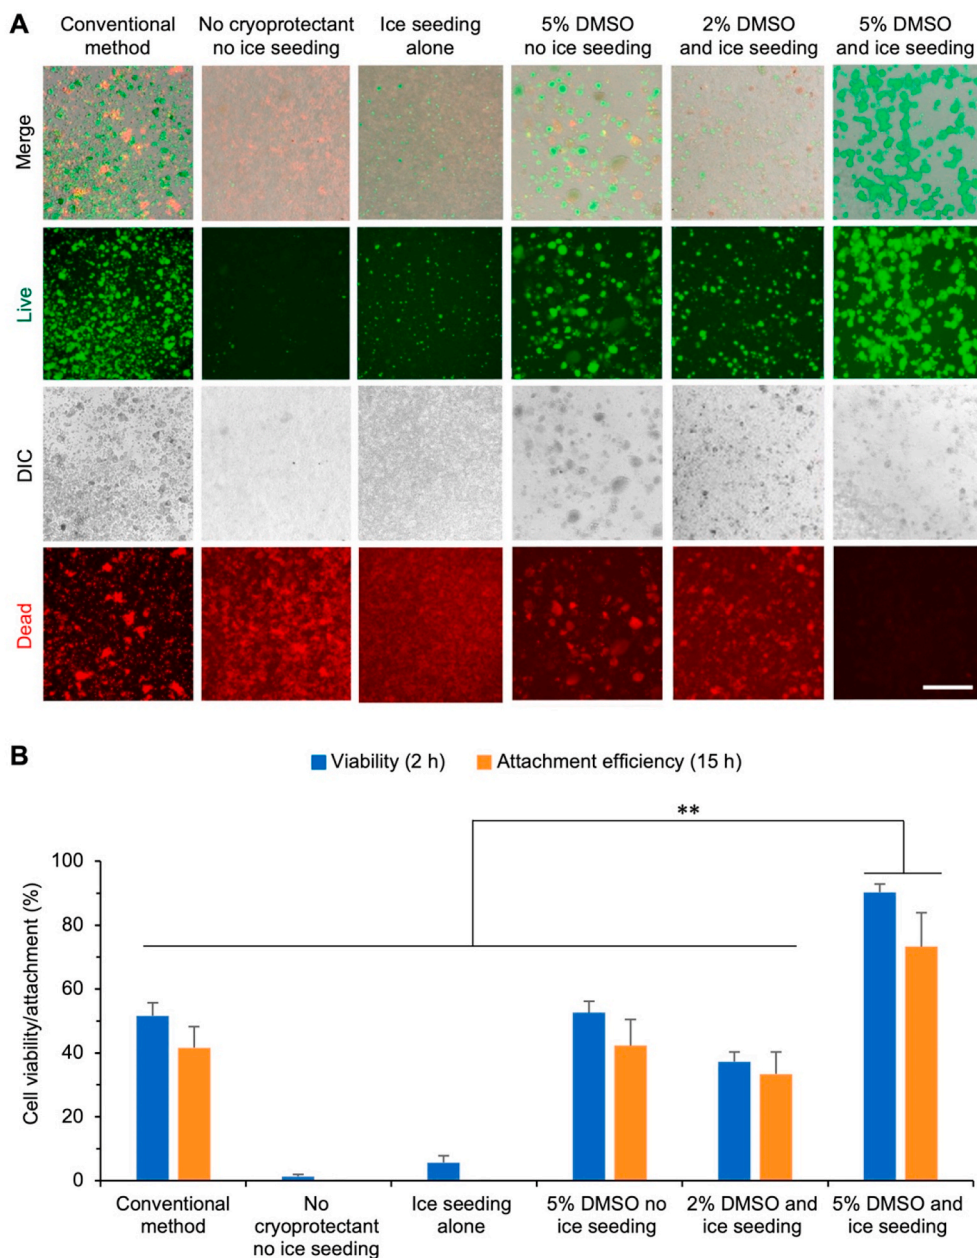 A
Conventional method
No cryoprotectant no ice seeding
Ice seeding alone
5% DMSO no ice seeding
2% DMSO and ice seeding
5% DMSO and ice seeding
Merge
Live
DIC
Dead
B
Viability (2 h)
Attachment efficiency (15 h)
**
Cell viability/attachment (%)
100
80
60
40
20
0
Conventional method
No cryoprotectant no ice seeding
Ice seeding alone
5% DMSO no ice seeding
2% DMSO and ice seeding
5% DMSO and ice seeding